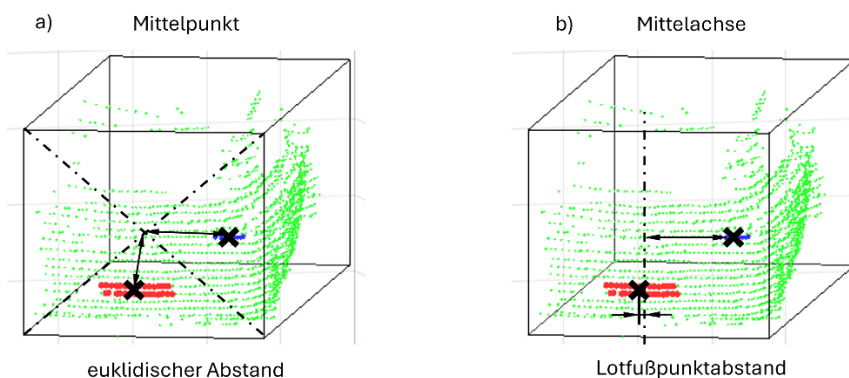 a) Mittelpunkt
b) Mittelachse
euklidischer Abstand
Lotfußpunktabstand